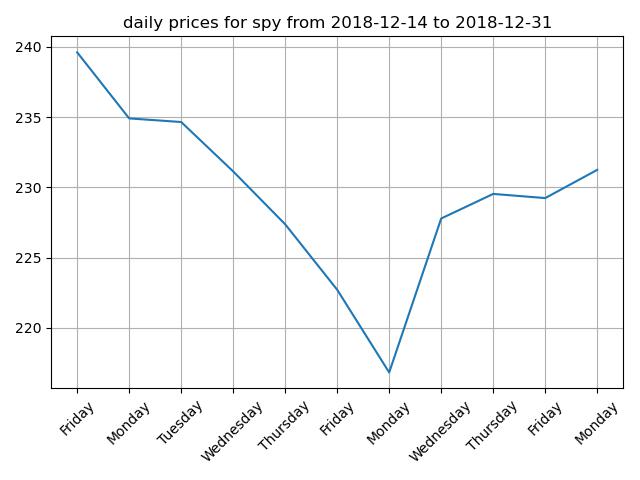 daily prices for spy from 2018-12-14 to 2018-12-31
240
235
230
225
220
Friday
Monday
Tuesday
Wednesday
Thursday
Friday
Monday
Wednesday
Thursday
Friday
Monday